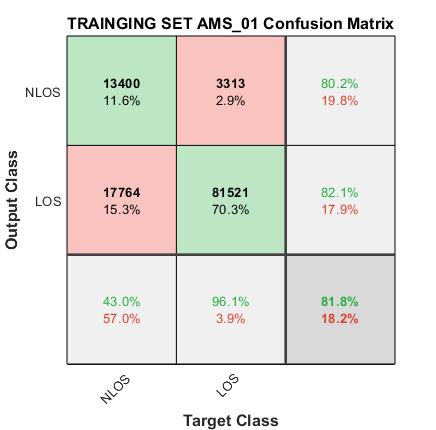 TRAINGING SET AMS_01 Confusion Matrix
NLOS
13400
11.6%
3313
2.9%
80.2%
19.8%
LOS
17764
15.3%
81521
70.3%
82.1%
17.9%
43.0%
57.0%
96.1%
3.9%
81.8%
18.2%
NLOS
LOS
Output Class
Target Class